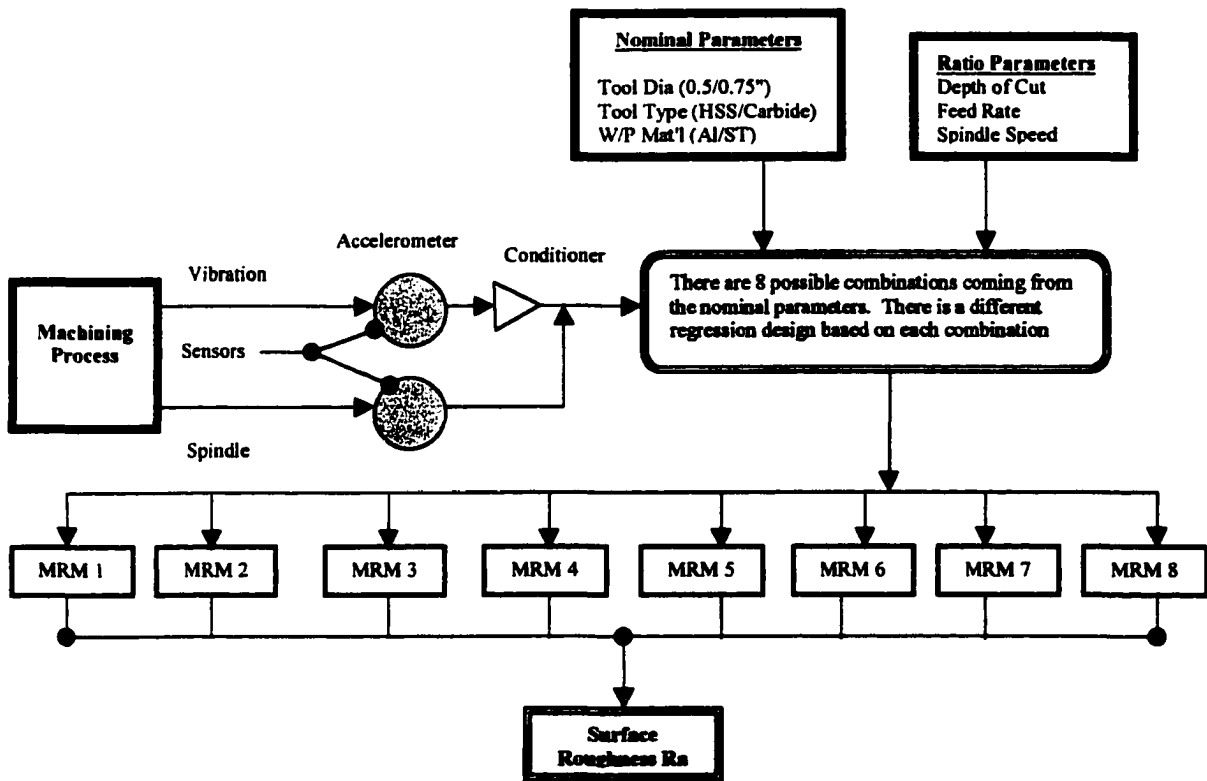 Nominal Parameters
Tool Dia (0.5/0.75")
Tool Type (HSS/Carbide)
W/P Mat'l (Al/ST)
Ratio Parameters
Depth of Cut
Feed Rate
Spindle Speed
Accelerometer
Conditioner
Vibration
Machining
Process
Sensors
Spindle
There are 8 possible combinations coming from
the nominal parameters. There is a different
regression design based on each combination
MRM 1
MRM 2
MRM 3
MRM 4
MRM 5
MRM 6
MRM 7
MRM 8
Surface
Roughness Ra